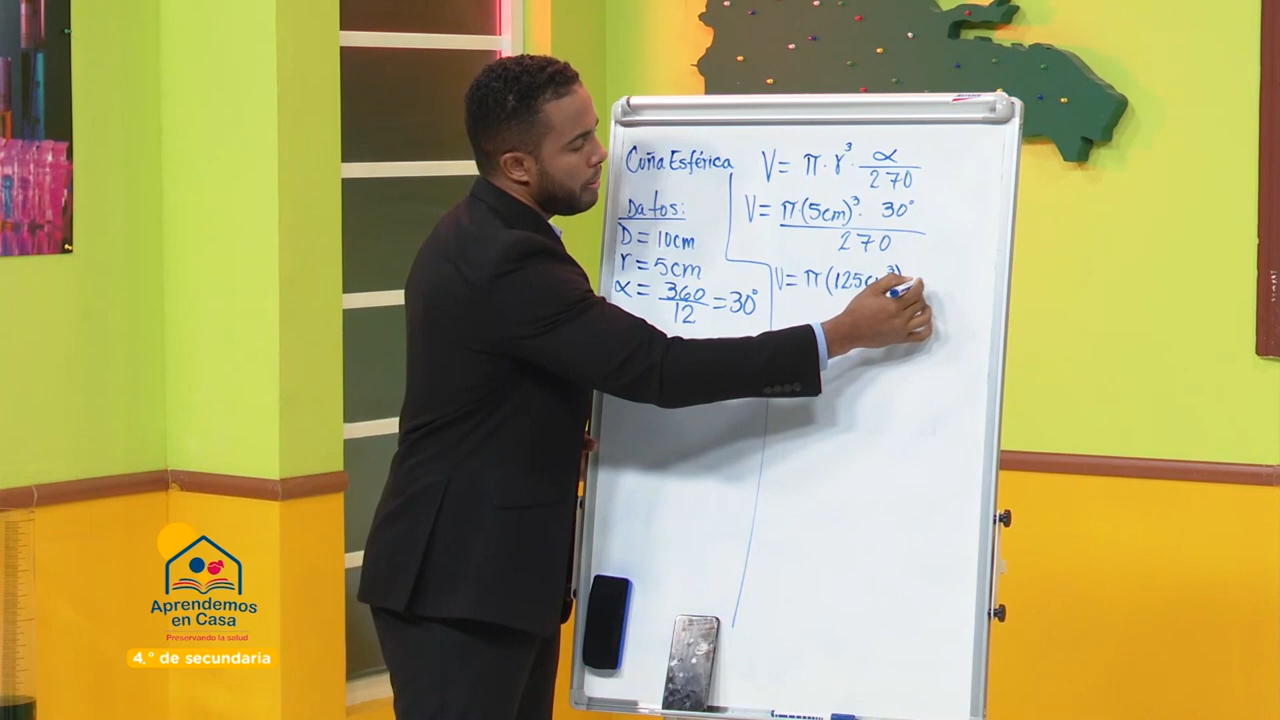 Cuña Esférica
Datos:
D = 10cm
r = 5cm
α = 360/12 = 30°
V = π · r³ · α/270
V = π·(5cm)³ · 30°/270
V = π (125cm³)
Aprendemos
en Casa
Preservando la salud
4.° de secundaria